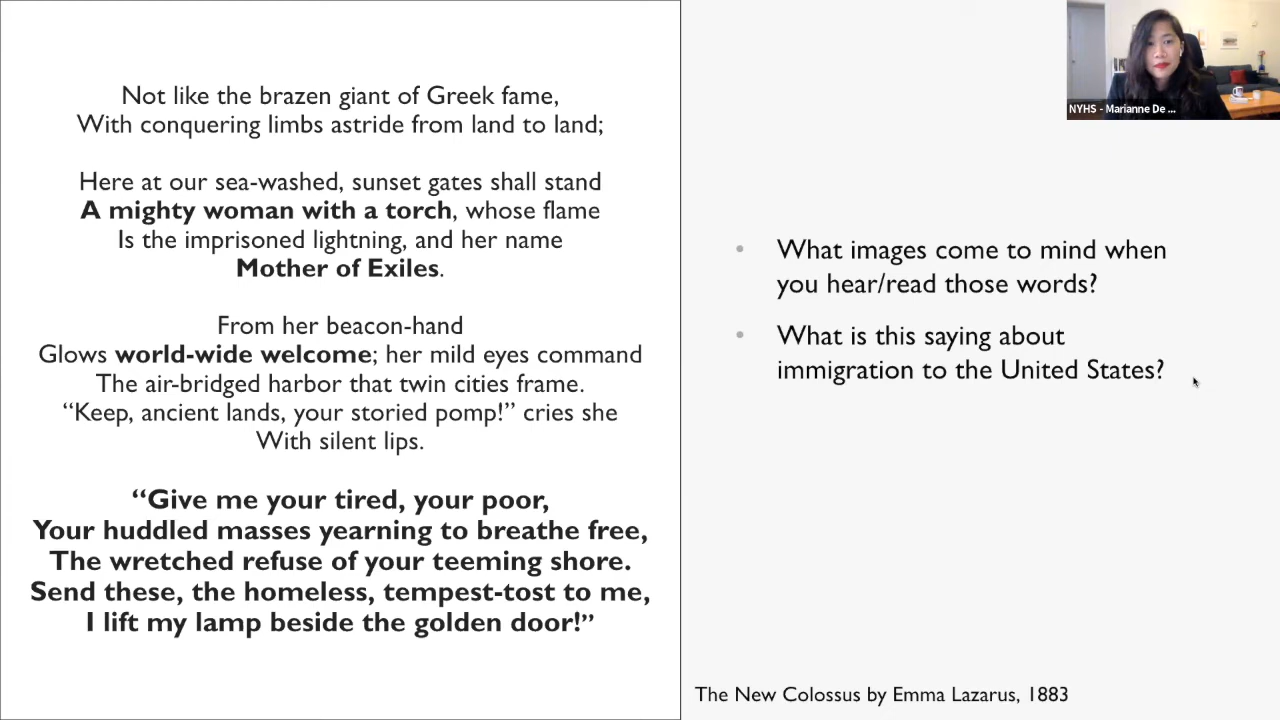 Not like the brazen giant of Greek fame,
With conquering limbs astride from land to land;
Here at our sea-washed, sunset gates shall stand
A mighty woman with a torch, whose flame
Is the imprisoned lightning, and her name
Mother of Exiles.
From her beacon-hand
Glows world-wide welcome; her mild eyes command
The air-bridged harbor that twin cities frame.
“Keep, ancient lands, your storied pomp!” cries she
With silent lips.
“Give me your tired, your poor,
Your huddled masses yearning to breathe free,
The wretched refuse of your teeming shore.
Send these, the homeless, tempest-tost to me,
I lift my lamp beside the golden door!”
NYHS - Marianne De ...
• What images come to mind when
you hear/read those words?
• What is this saying about
immigration to the United States?
The New Colossus by Emma Lazarus, 1883